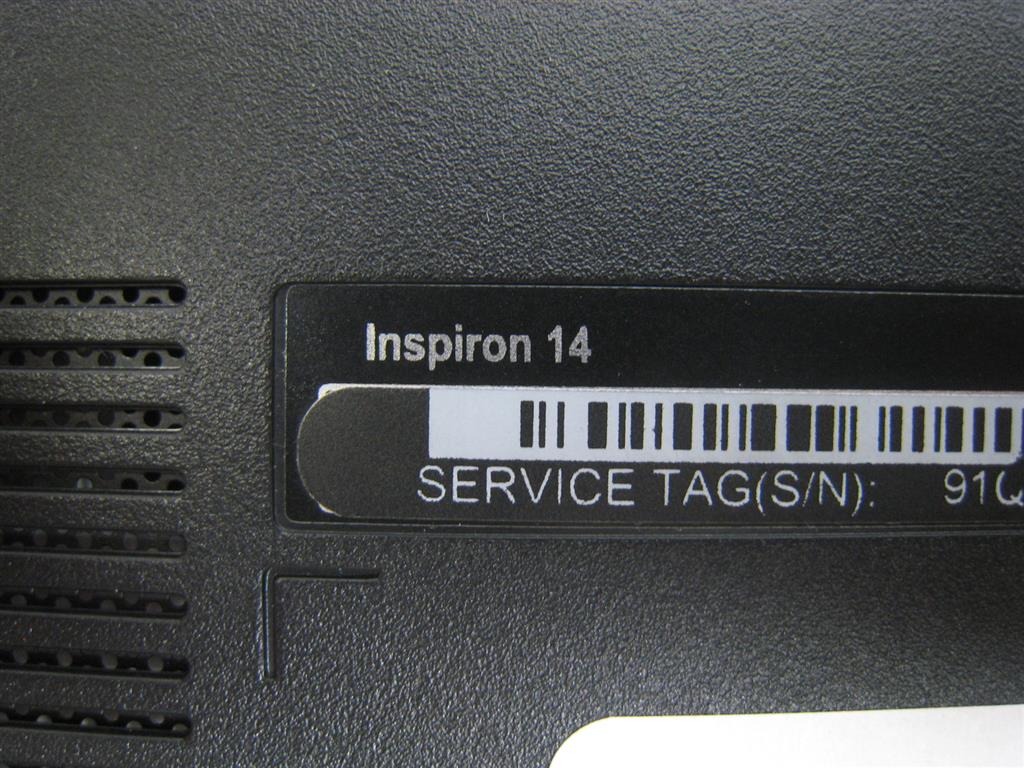 Inspiron 14
SERVICE TAG(S/N): 91Q